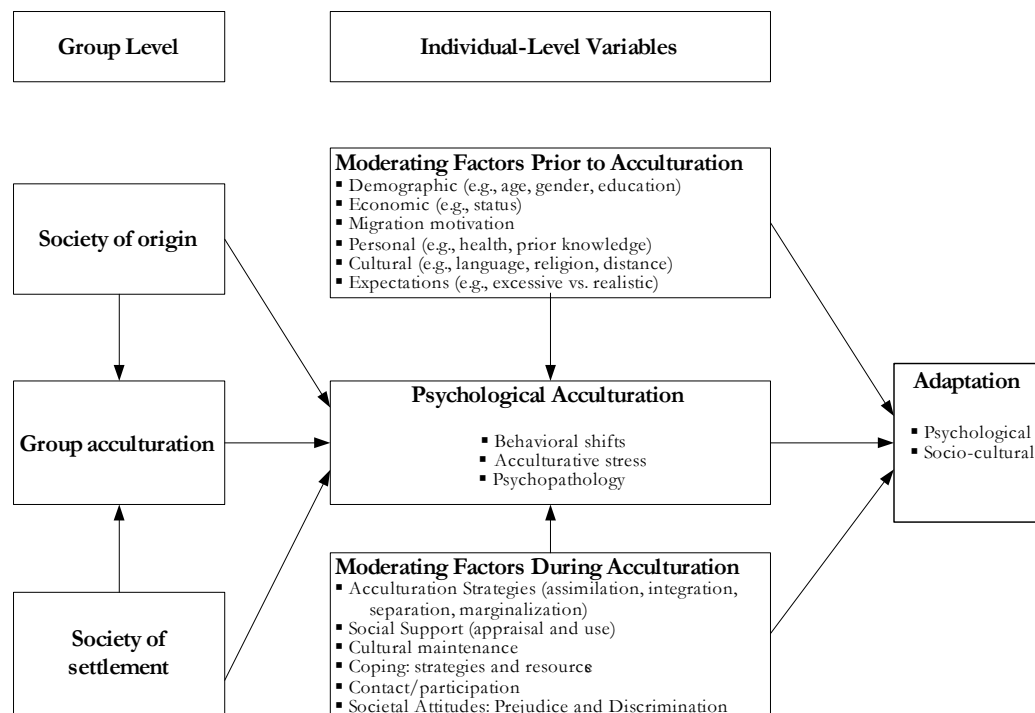 Group Level
Individual-Level Variables
Moderating Factors Prior to Acculturation
▪ Demographic (e.g., age, gender, education)
▪ Economic (e.g., status)
▪ Migration motivation
▪ Personal (e.g., health, prior knowledge)
▪ Cultural (e.g., language, religion, distance)
▪ Expectations (e.g., excessive vs. realistic)
Society of origin
Group acculturation
Psychological Acculturation
▪ Behavioral shifts
▪ Acculturative stress
▪ Psychopathology
Adaptation
▪ Psychological
▪ Socio-cultural
Society of
settlement
Moderating Factors During Acculturation
▪ Acculturation Strategies (assimilation, integration,
separation, marginalization)
▪ Social Support (appraisal and use)
▪ Cultural maintenance
▪ Coping: strategies and resources
▪ Contact/participation
▪ Societal Attitudes: Prejudice and Discrimination